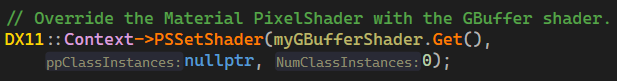 // Override the Material PixelShader with the GBuffer shader.
DX11::Context->PSSetShader(myGBufferShader.Get(),
ppClassInstances:nullptr, NumClassInstances:0);